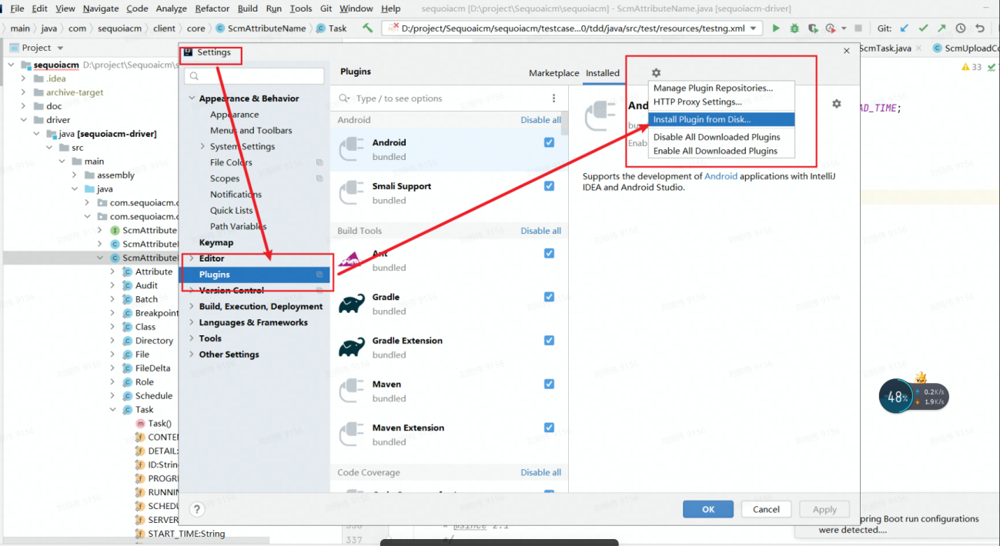 File Edit View Navigate Code Analyze Refactor Build Run Tools Git Window Help sequoiacm [D:\project\Sequoaicm\sequoiacm] - ScmAttributeName.java [sequoiacm-driver]
main java com sequoiacm client core ScmAttributeName Task D:/project/Sequoaicm/sequoiacm/testcase...0/tdd/java/src/test/resources/testng.xml Git:
Project
ScmTask.java
sequoiacm D:\project\Sequoaicm\s
33
.idea
archive-target
doc
driver
java [sequoiacm-driver]
src
main
assembly
java
com.sequoiacm.
com.sequoiacm.
ScmAttribute
ScmAttribute
ScmAttribute
Attribute
Audit
Batch
Breakpoint
Class
Directory
File
FileDelta
Role
Schedule
Task
Task()
DETAIL:
ID:Strin
START_TIME:String
Settings
Appearance & Behavior
Appearance
Menus and Toolbars
System Settings
File Colors
Scopes
Notifications
Quick Lists
Path Variables
Keymap
Editor
Plugins
Version Control
Build, Execution, Deployment
Languages & Frameworks
Tools
Other Settings
Plugins
Marketplace Installed
Type / to see options
Android Disable all
Android
bundled
Smali Support
bundled
Build Tools Disable all
Ant
bundled
Gradle
bundled
Gradle Extension
bundled
Maven
bundled
Maven Extension
bundled
Code Coverage Disable all
Manage Plugin Repositories...
HTTP Proxy Settings...
Install Plugin from Disk...
Disable All Downloaded Plugins
Enable All Downloaded Plugins
And
bu
Enab
Supports the development of Android applications with IntelliJ
IDEA and Android Studio.
AD_TIME;
48%
0.2K/s
1.9K/s
? OK Cancel Apply
pring Boot run configurations
were detected....
* @since 2.1
337 */